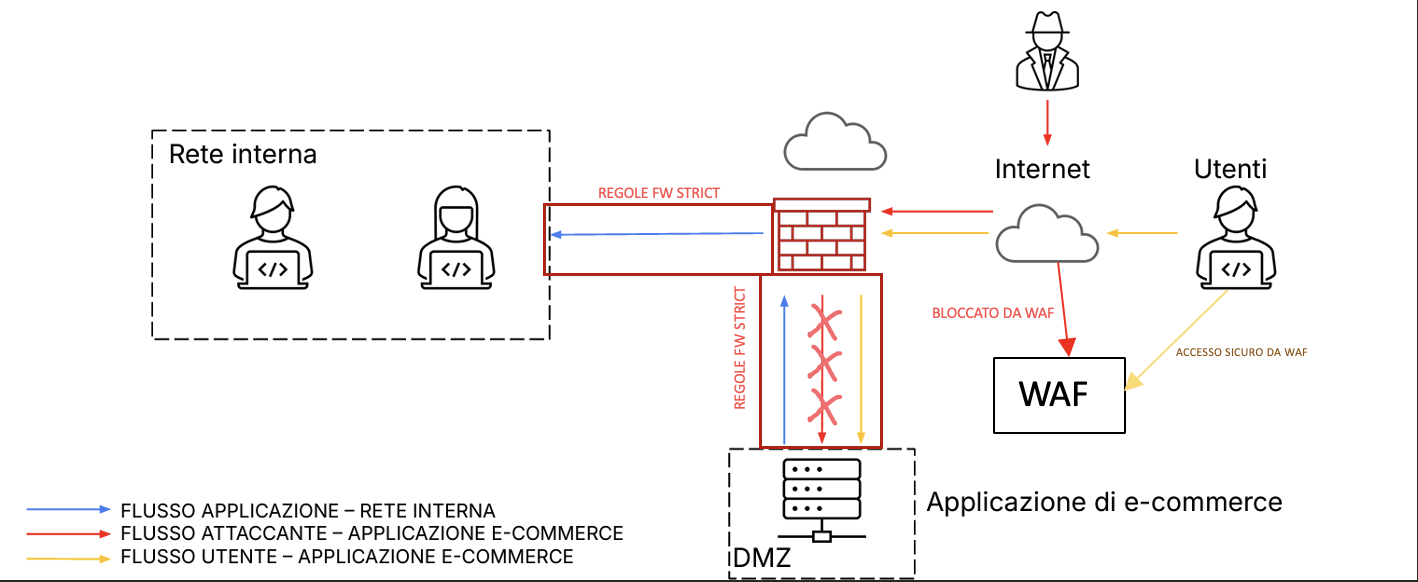 Rete interna
REGOLE FW STRICT
Internet
Utenti
REGOLE FW STRICT
BLOCCATO DA WAF
ACCESSO SICURO DA WAF
WAF
Applicazione di e-commerce
DMZ
FLUSSO APPLICAZIONE – RETE INTERNA
FLUSSO ATTACCANTE – APPLICAZIONE E-COMMERCE
FLUSSO UTENTE – APPLICAZIONE E-COMMERCE